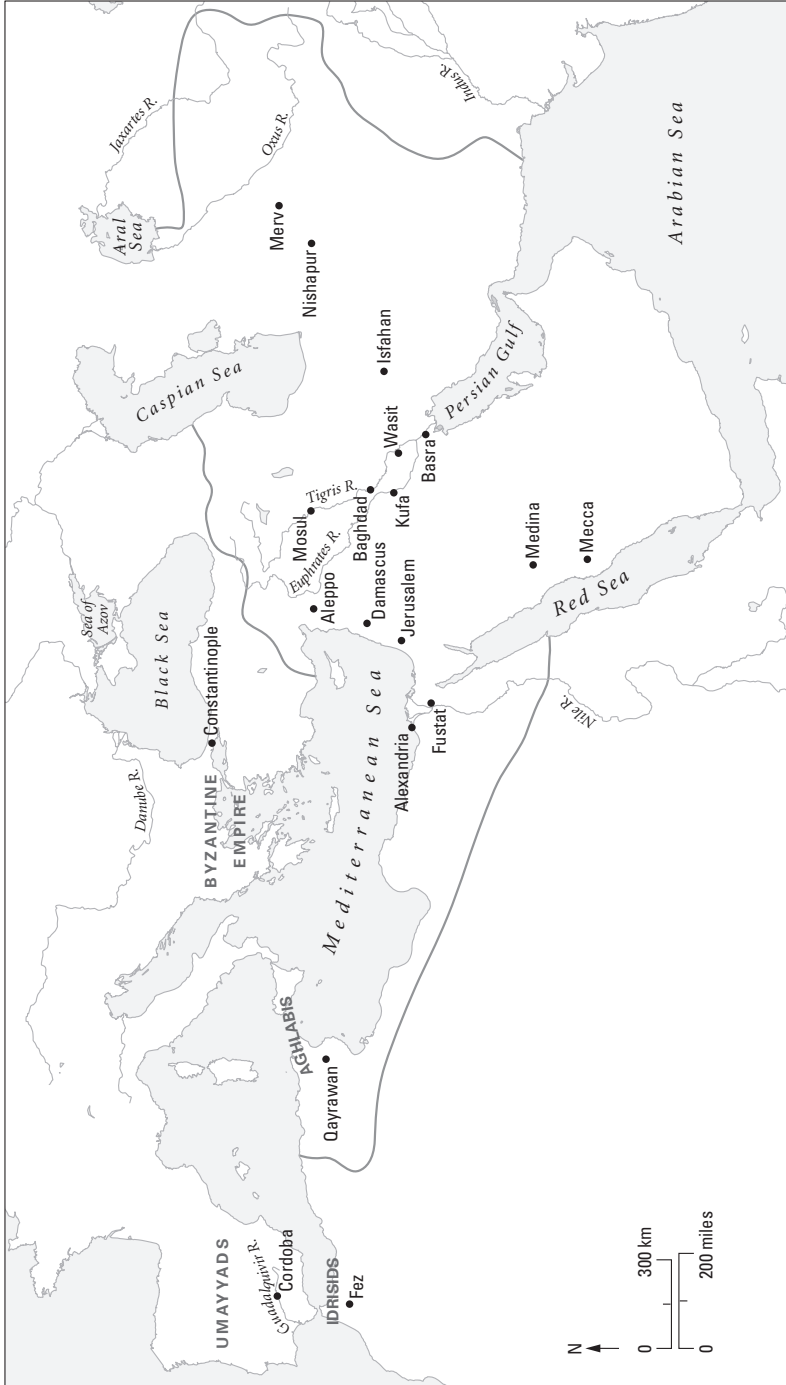 UMAYYADS
Guadalquivir R.
Cordoba
IDRISIDS
Fez
AGHLABIS
Qayrawan
Danube R.
BYZANTINE
EMPIRE
Constantinople
Black Sea
Sea of
Azov
Mediterranean Sea
Alexandria
Fustat
Nile R.
Jerusalem
Damascus
Aleppo
Euphrates R.
Mosul
Tigris R.
Baghdad
Kufa
Wasit
Basra
Medina
Mecca
Red Sea
Caspian Sea
Isfahan
Persian Gulf
Nishapur
Merv
Aral
Sea
Jaxartes R.
Oxus R.
Indus R.
Arabian Sea
N
0 300 km
0 200 miles